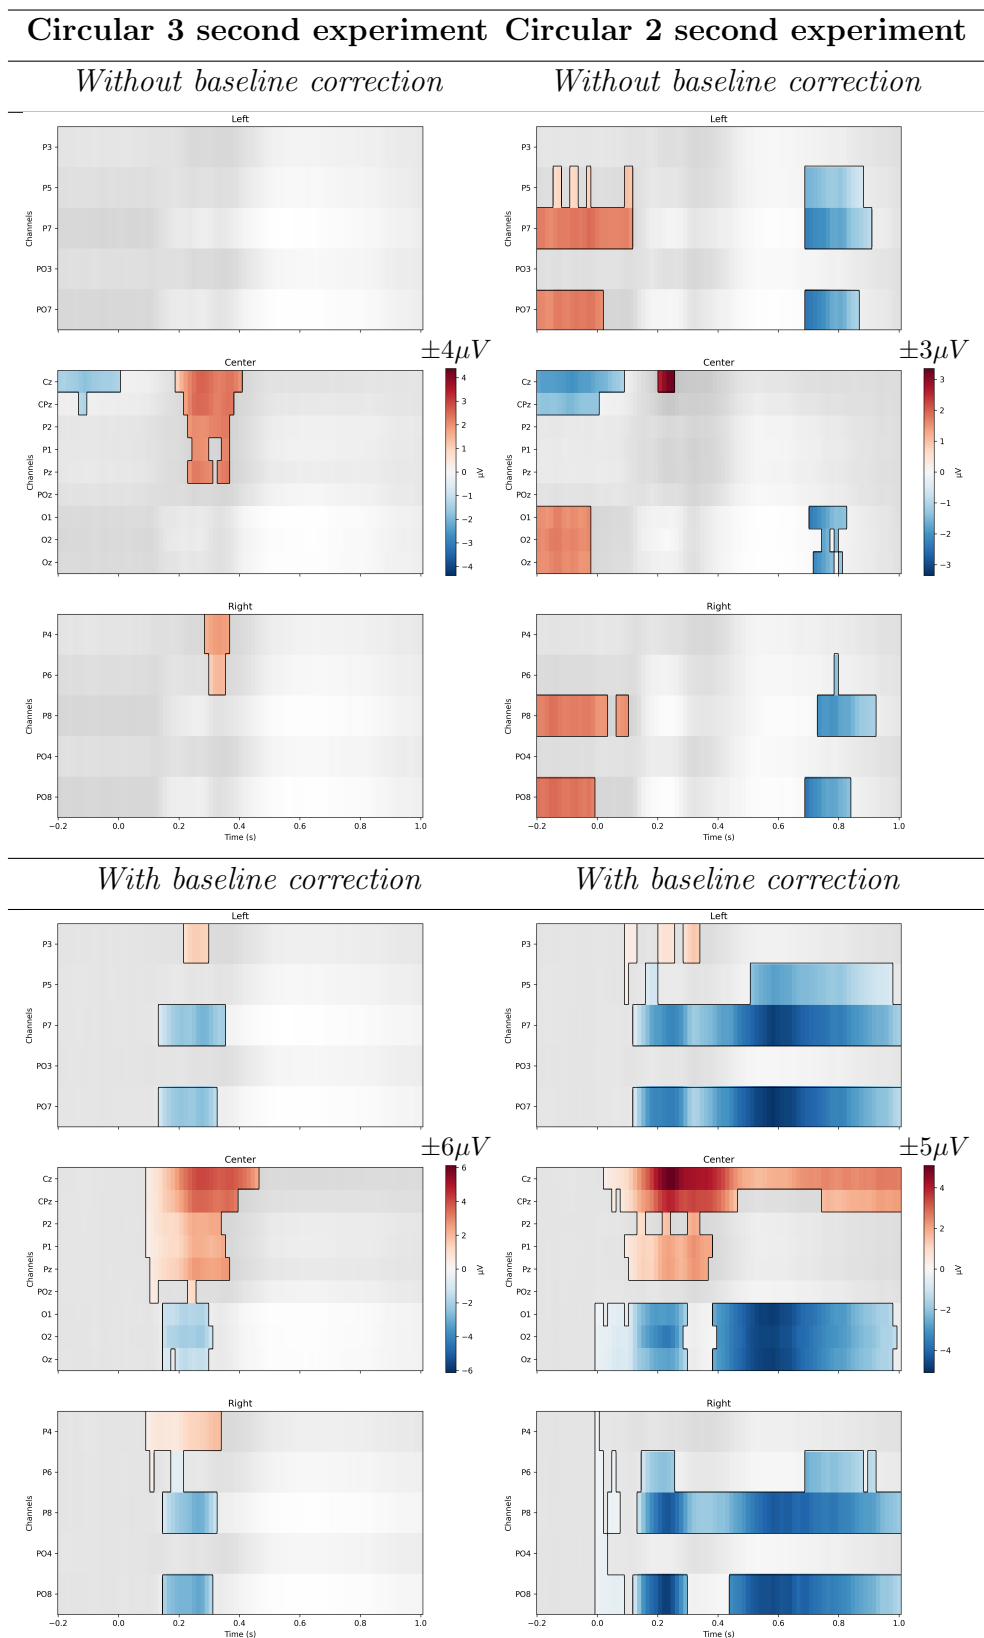 Circular 3 second experiment Circular 2 second experiment
Without baseline correction Without baseline correction
Left Left
P3 P3
P5 P5
Channels Channels
P7 P7
PO3 PO3
PO7 PO7
±4μV ±3μV
Center Center
Cz Cz
CPz CPz
P2 P2
P1 P1
Channels Channels
Pz Pz
POz POz
O1 O1
O2 O2
Oz Oz
4 3
3 2
2 1
1 0
0 −1
−1 −2
−2 −3
−3
−4
μV μV
Right Right
P4 P4
P6 P6
Channels Channels
P8 P8
PO4 PO4
PO8 PO8
−0.2 0.0 0.2 0.4 0.6 0.8 1.0 −0.2 0.0 0.2 0.4 0.6 0.8 1.0
Time (s) Time (s)
With baseline correction With baseline correction
Left Left
P3 P3
P5 P5
Channels Channels
P7 P7
PO3 PO3
PO7 PO7
±6μV ±5μV
Center Center
Cz Cz
CPz CPz
P2 P2
P1 P1
Channels Channels
Pz Pz
POz POz
O1 O1
O2 O2
Oz Oz
6 4
4 2
2 0
0 −2
−2 −4
−4
−6
μV μV
Right Right
P4 P4
P6 P6
Channels Channels
P8 P8
PO4 PO4
PO8 PO8
−0.2 0.0 0.2 0.4 0.6 0.8 1.0 −0.2 0.0 0.2 0.4 0.6 0.8 1.0
Time (s) Time (s)